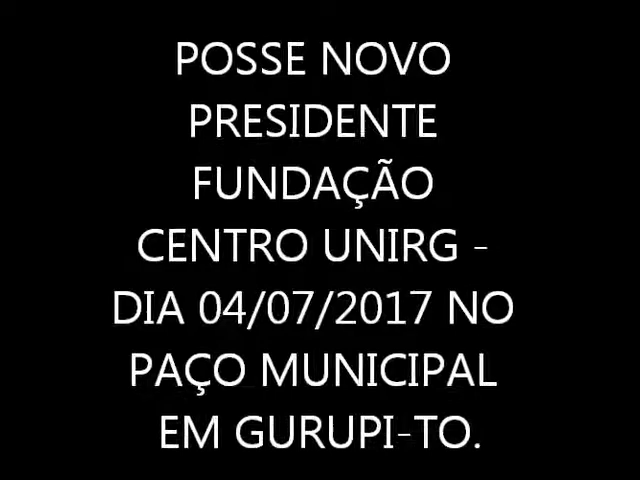 POSSE NOVO
PRESIDENTE
FUNDAÇÃO
CENTRO UNIRG -
DIA 04/07/2017 NO
PAÇO MUNICIPAL
EM GURUPI-TO.